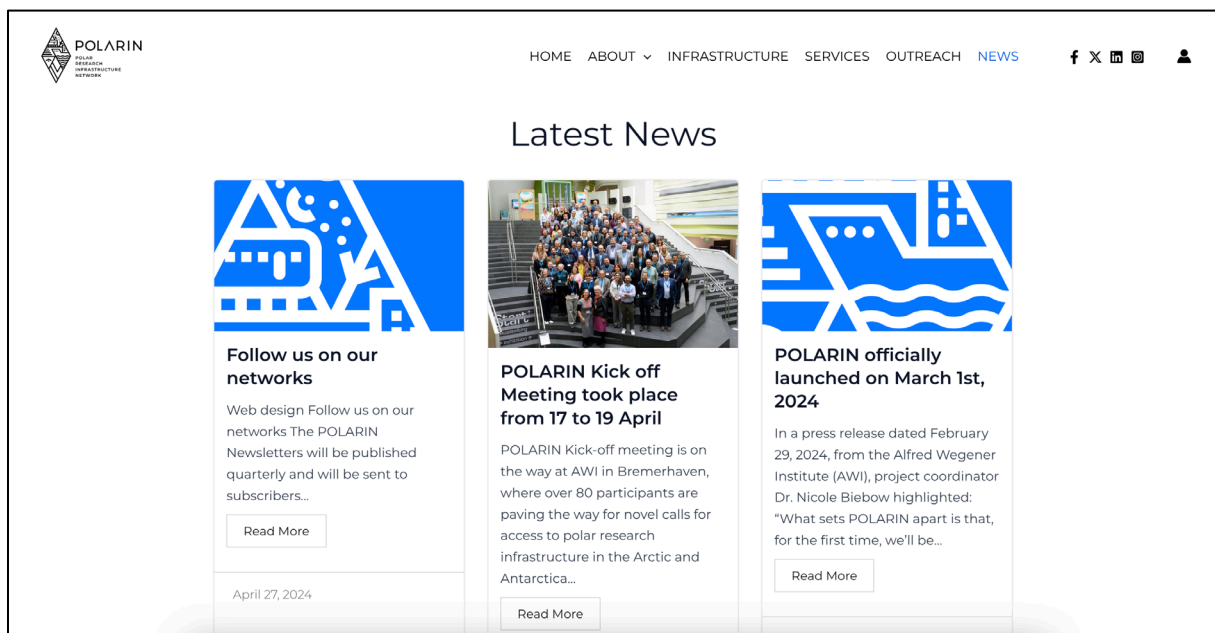 POLARIN
POLAR
RESEARCH
INFRASTRUCTURE
NETWORK
HOME ABOUT INFRASTRUCTURE SERVICES OUTREACH NEWS
Latest News
Follow us on our
networks
Web design Follow us on our
networks The POLARIN
Newsletters will be published
quarterly and will be sent to
subscribers...
Read More
April 27, 2024
Start
POLARIN Kick off
Meeting took place
from 17 to 19 April
POLARIN Kick-off meeting is on
the way at AWI in Bremerhaven,
where over 80 participants are
paving the way for novel calls for
access to polar research
infrastructure in the Arctic and
Antarctica...
Read More
POLARIN officially
launched on March 1st,
2024
In a press release dated February
29, 2024, from the Alfred Wegener
Institute (AWI), project coordinator
Dr. Nicole Biebow highlighted:
“What sets POLARIN apart is that,
for the first time, we’ll be...
Read More